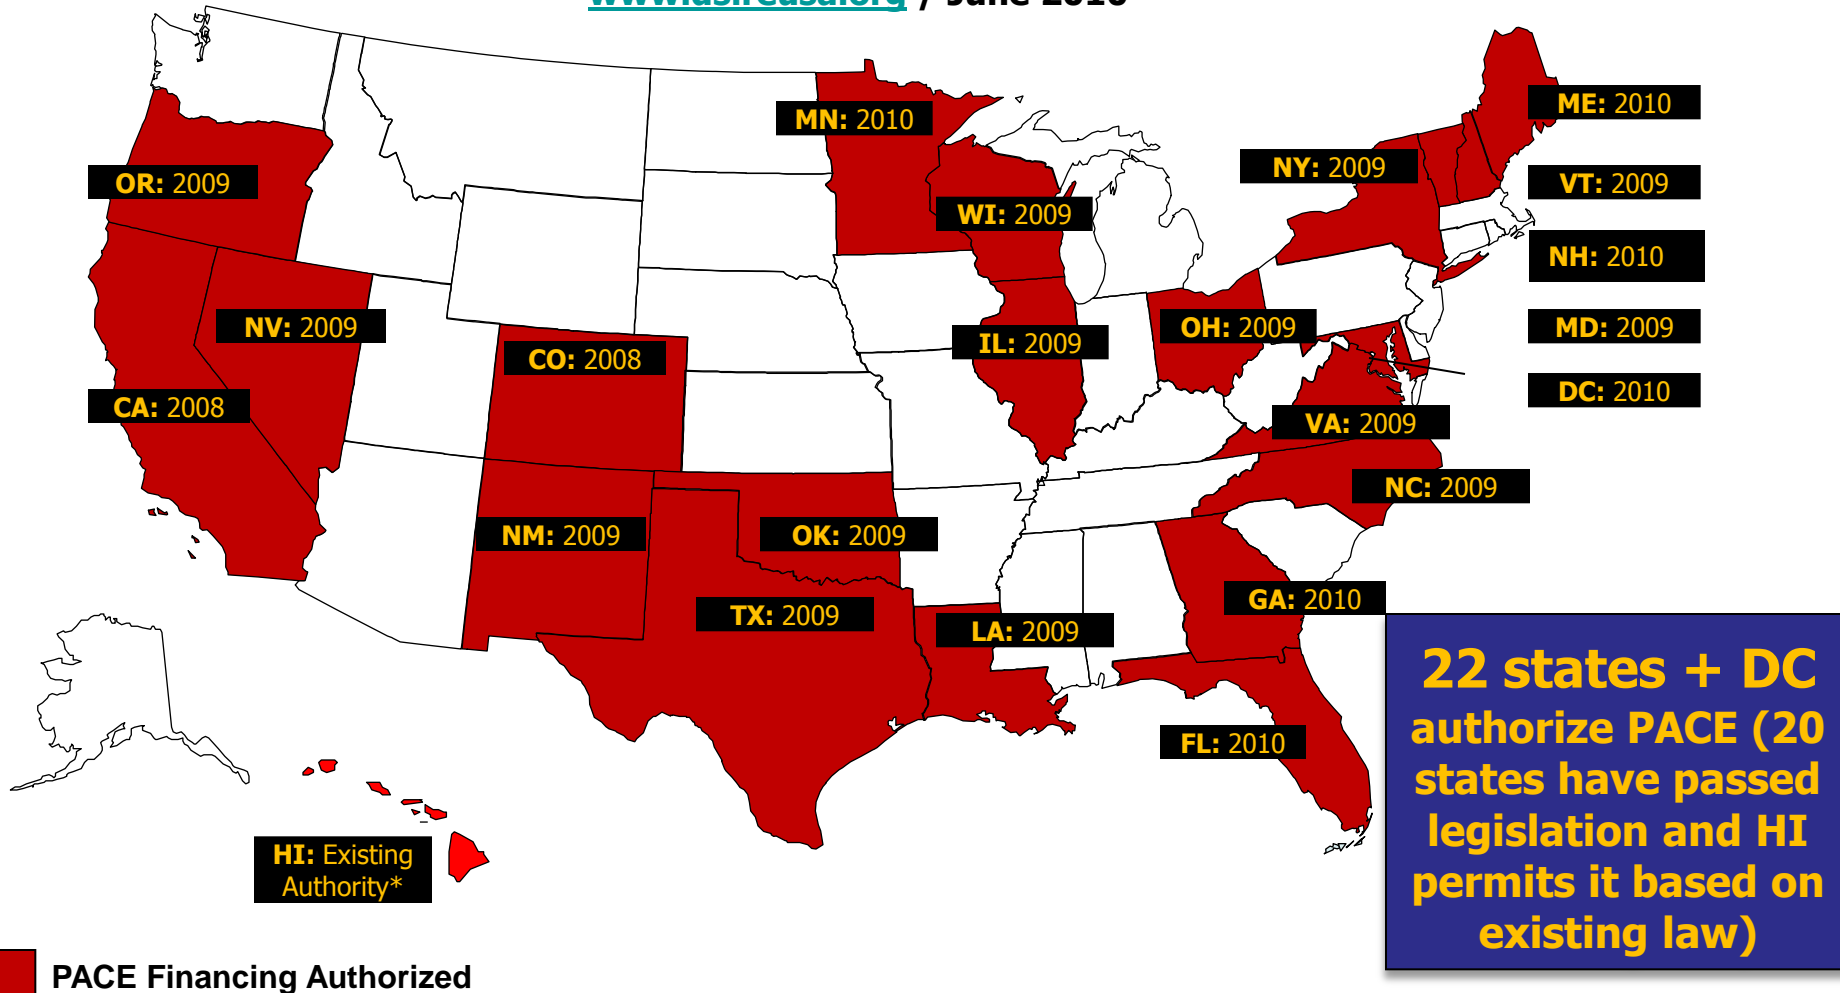 / June 2010
MN: 2010
ME: 2010
NY: 2009
OR: 2009
VT: 2009
WI: 2009
NH: 2010
NV: 2009
IL: 2009
OH: 2009
MD: 2009
CO: 2008
DC: 2010
CA: 2008
VA: 2009
NC: 2009
NM: 2009
OK: 2009
GA: 2010
TX: 2009
LA: 2009
FL: 2010
22 states + DC
authorize PACE (20
states have passed
legislation and HI
permits it based on
existing law)
HI: Existing
Authority*
PACE Financing Authorized